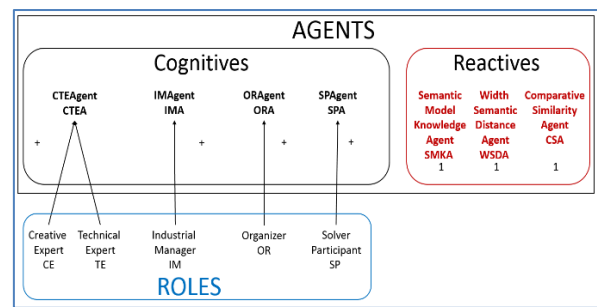 AGENTS
Cognitives
Reactives
CTEAgent
CTEA
IMAgent
IMA
ORAgent
ORA
SPAgent
SPA
+
+
+
+
Semantic
Model
Knowledge
Agent
SMKA
1
Width
Semantic
Distance
Agent
WSDA
1
Comparative
Similarity
Agent
CSA
1
Creative
Expert
CE
Technical
Expert
TE
Industrial
Manager
IM
Organizer
OR
Solver
Participant
SP
ROLES